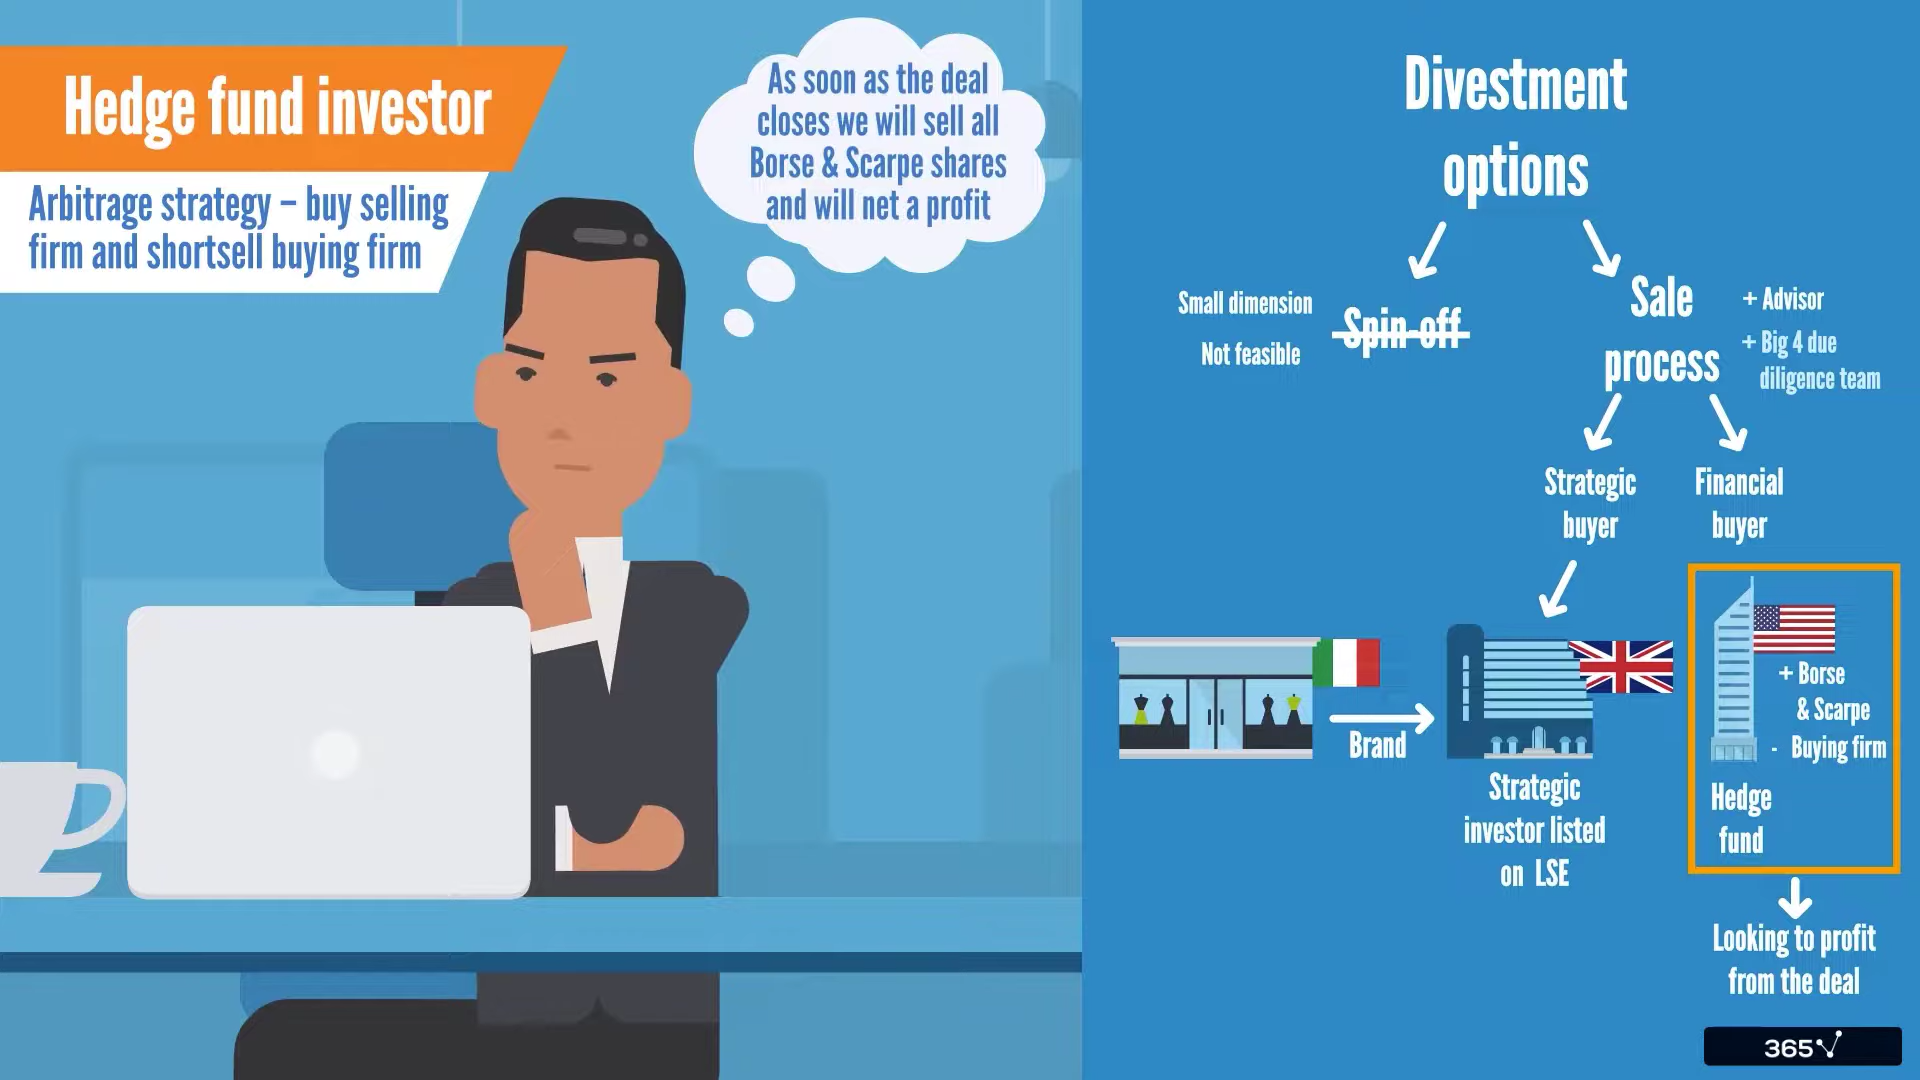 Hedge fund investor
Arbitrage strategy – buy selling
firm and shortsell buying firm
As soon as the deal
closes we will sell all
Borse & Scarpe shares
and will net a profit
Divestment
options
Small dimension
Not feasible
Spin-off
Sale
process
+ Advisor
+ Big 4 due
diligence team
Strategic
buyer
Financial
buyer
Brand
Strategic
investor listed
on LSE
+ Borse
& Scarpe
- Buying firm
Hedge
fund
Looking to profit
from the deal
365